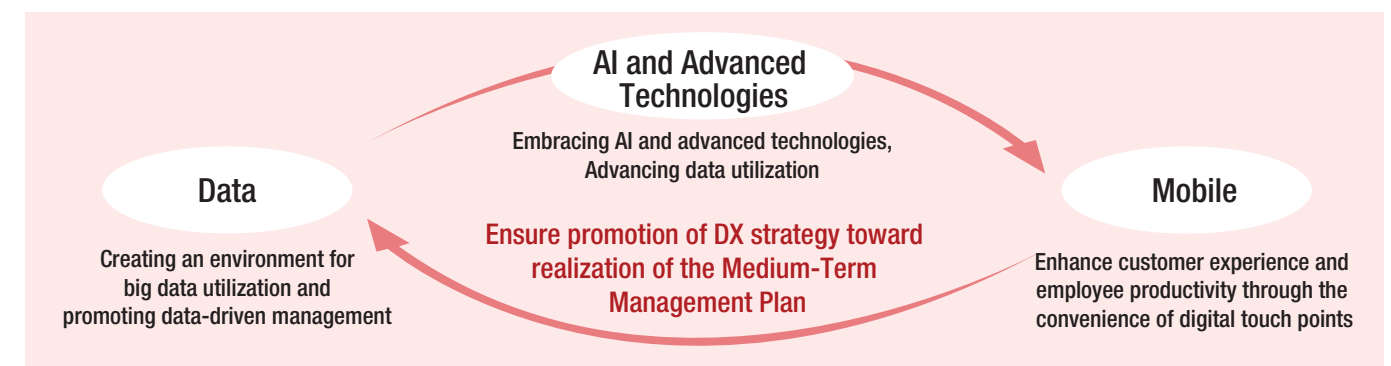 AI and Advanced
Technologies
Embracing AI and advanced technologies,
Advancing data utilization
Data
Creating an environment for
big data utilization and
promoting data-driven management
Ensure promotion of DX strategy toward
realization of the Medium-Term
Management Plan
Mobile
Enhance customer experience and
employee productivity through the
convenience of digital touch points